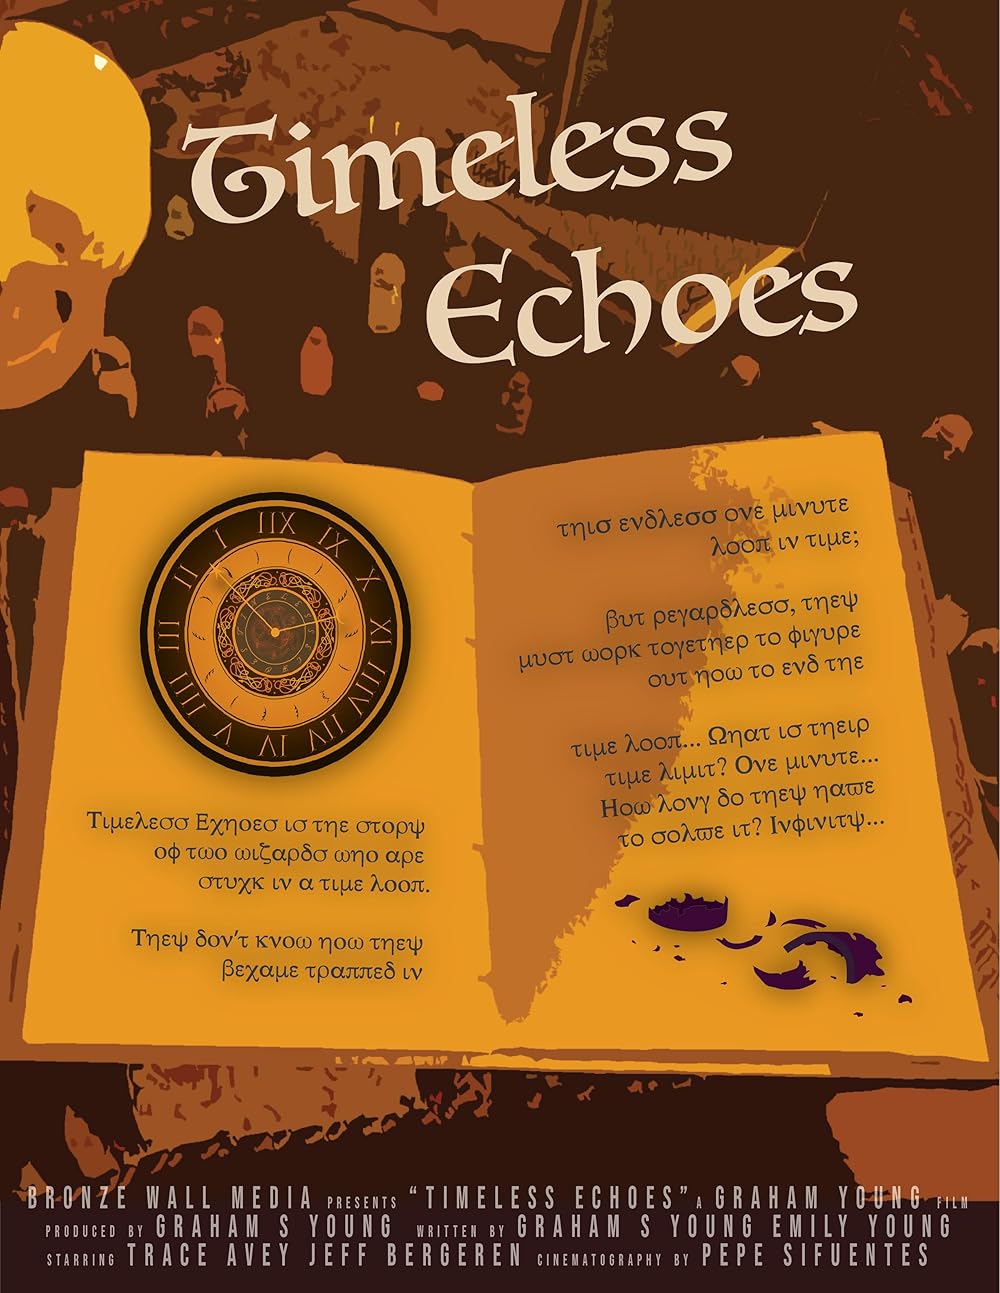 Timeless
Echoes
IIX
IX
X
XI
IIIV
IIV
IV
V
IIII
III
II
I
Τιμελεσσ Εχηοεσ ισ τηε στορψ
οφ τωο ωιζαρδσ ωηο αρε
στυχκ ιν α τιμε λοοπ.
Τηεψ δον'τ κνοω ηοω τηεψ
βεχαμε τραππεδ ιν
τηισ ενδλεσσ ονε μινυτε
λοοπ ιν τιμε;
βυτ ρεγαρδλεσσ, τηεψ
μυστ ωορκ τογετηερ το φιγυρε
ουτ ηοω το ενδ τηε
τιμε λοοπ... Ωηατ ισ τηειρ
τιμε λιμιτ? Ονε μινυτε...
Ηοω λονγ δο τηεψ ηαϖε
το σολϖε ιτ? Ινφινιτψ...
BRONZE WALL MEDIA PRESENTS “TIMELESS ECHOES” A GRAHAM YOUNG FILM
PRODUCED BY GRAHAM S YOUNG WRITTEN BY GRAHAM S YOUNG EMILY YOUNG
STARRING TRACE AVEY JEFF BERGEREN CINEMATOGRAPHY BY PEPE SIFUENTES